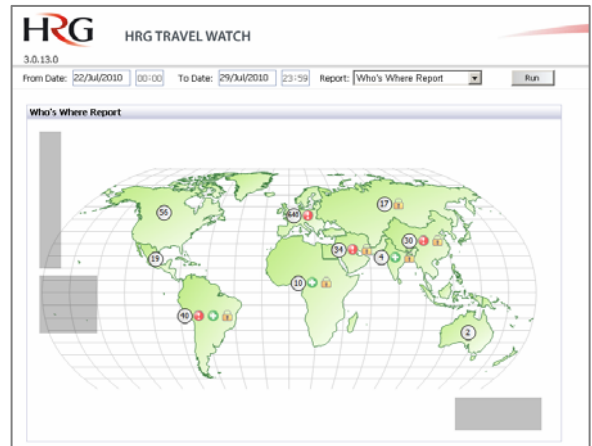 HRG
HRG TRAVEL WATCH
3.0.13.0
From Date: 22/Jul/2010 00:00 To Date: 29/Jul/2010 23:59 Report: Who's Where Report Run
Who's Where Report
56
640
17
19
34
30
4
10
40
2